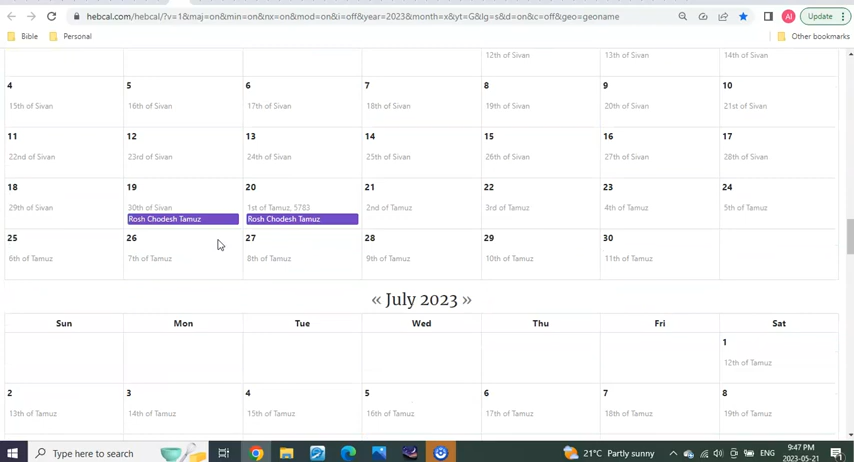 hebcal.com/hebcal/?v=1&maj=on&min=on&nx=on&mod=on&i=off&year=2023&month=x&yt=G&lg=s&d=on&c=off&geo=geoname
AI
Update
Bible
Personal
Other bookmarks
12th of Sivan
13th of Sivan
14th of Sivan
4 5 6 7 8 9 10
15th of Sivan 16th of Sivan 17th of Sivan 18th of Sivan 19th of Sivan 20th of Sivan 21st of Sivan
11 12 13 14 15 16 17
22nd of Sivan 23rd of Sivan 24th of Sivan 25th of Sivan 26th of Sivan 27th of Sivan 28th of Sivan
18 19 20 21 22 23 24
29th of Sivan 30th of Sivan 1st of Tamuz, 5783 2nd of Tamuz 3rd of Tamuz 4th of Tamuz 5th of Tamuz
Rosh Chodesh Tamuz Rosh Chodesh Tamuz
25 26 27 28 29 30
6th of Tamuz 7th of Tamuz 8th of Tamuz 9th of Tamuz 10th of Tamuz 11th of Tamuz
« July 2023 »
Sun Mon Tue Wed Thu Fri Sat
1
12th of Tamuz
2 3 4 5 6 7 8
13th of Tamuz 14th of Tamuz 15th of Tamuz 16th of Tamuz 17th of Tamuz 18th of Tamuz 19th of Tamuz
Type here to search
21°C Partly sunny
ENG
9:47 PM
2023-05-21
1